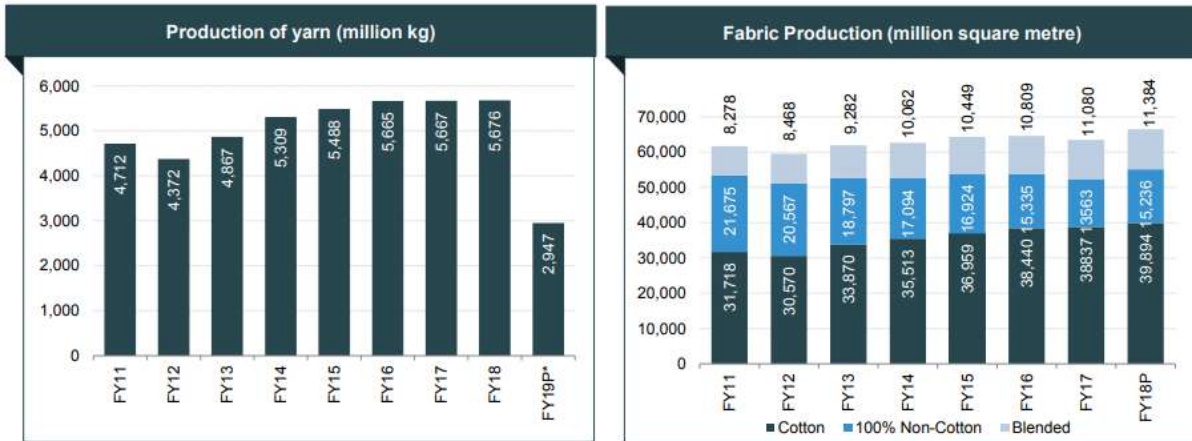 Production of yarn (million kg)
6,000
5,000
4,000
3,000
2,000
1,000
0
4,712
4,372
4,867
5,309
5,488
5,665
5,667
5,676
2,947
FY11
FY12
FY13
FY14
FY15
FY16
FY17
FY18
FY19P*
Fabric Production (million square metre)
70,000
60,000
50,000
40,000
30,000
20,000
10,000
0
8,278
8,468
9,282
10,062
10,449
10,809
11,080
11,384
21,675
20,567
18,797
17,094
16,924
15,335
13563
15,236
31,718
30,570
33,870
35,513
36,959
38,440
38837
39,894
FY11
FY12
FY13
FY14
FY15
FY16
FY17
FY18P
Cotton
100% Non-Cotton
Blended